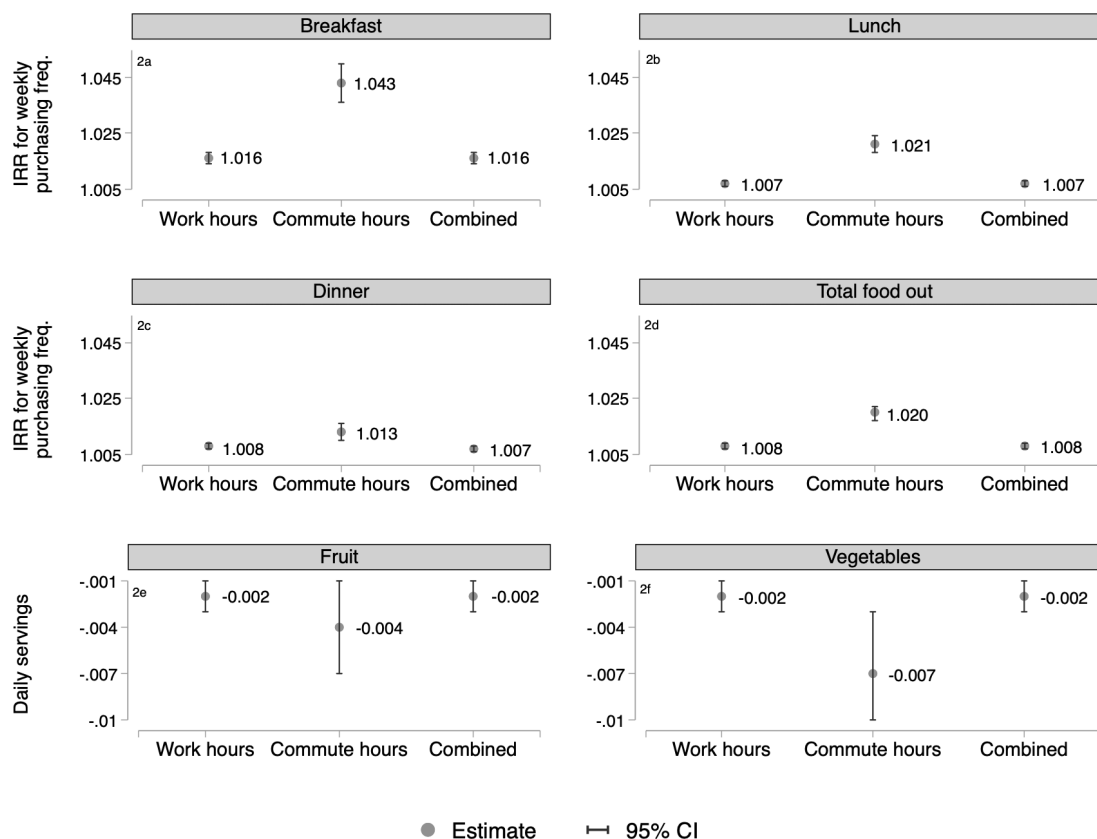 Breakfast
Lunch
IRR for weekly
purchasing freq.
2a
1.045
1.025
1.005
1.016
1.043
1.016
Work hours Commute hours Combined
2b
1.045
1.025
1.005
1.007
1.021
1.007
Work hours Commute hours Combined
Dinner
Total food out
IRR for weekly
purchasing freq.
2c
1.045
1.025
1.005
1.008
1.013
1.007
Work hours Commute hours Combined
2d
1.045
1.025
1.005
1.008
1.020
1.008
Work hours Commute hours Combined
Fruit
Vegetables
Daily servings
2e
-.001
-.004
-.007
-.01
-0.002
-0.004
-0.002
Work hours Commute hours Combined
2f
-.001
-.004
-.007
-.01
-0.002
-0.007
-0.002
Work hours Commute hours Combined
Estimate 95% CI